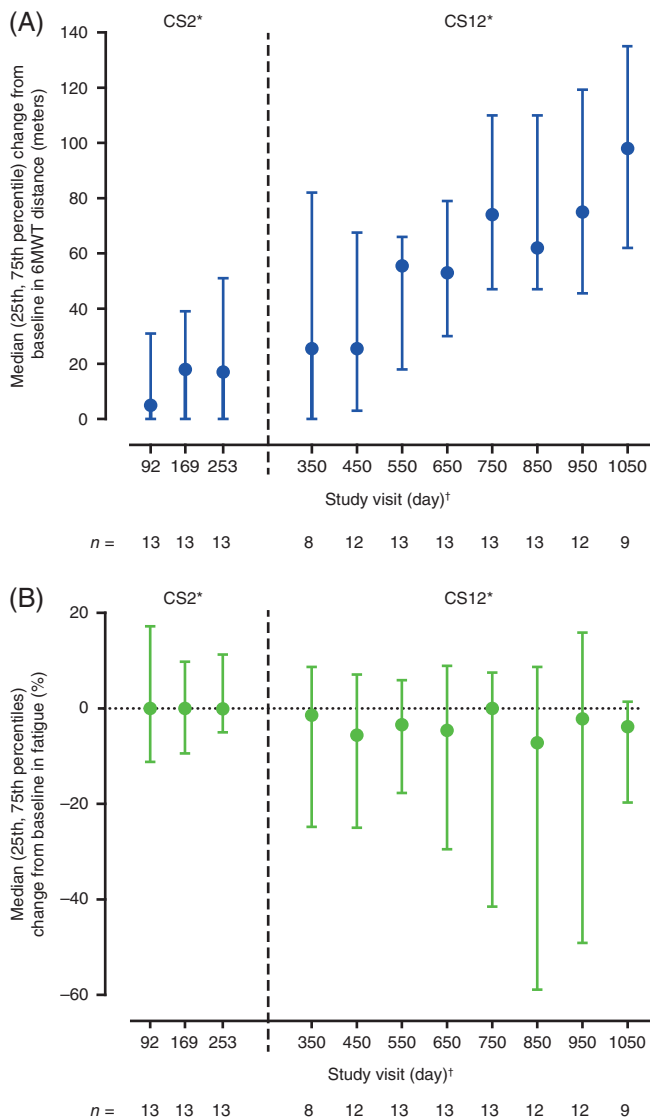 (A)
CS2* CS12*
Median (25th, 75th percentile) change from
baseline in 6MWT distance (meters)
140
120
100
80
60
40
20
0
92 169 253 350 450 550 650 750 850 950 1050
Study visit (day)†
n = 13 13 13 8 12 13 13 13 13 12 9
(B)
CS2* CS12*
Median (25th, 75th percentiles)
change from baseline in fatigue (%)
20
0
−20
−40
−60
92 169 253 350 450 550 650 750 850 950 1050
Study visit (day)†
n = 13 13 13 8 12 13 13 13 12 12 9